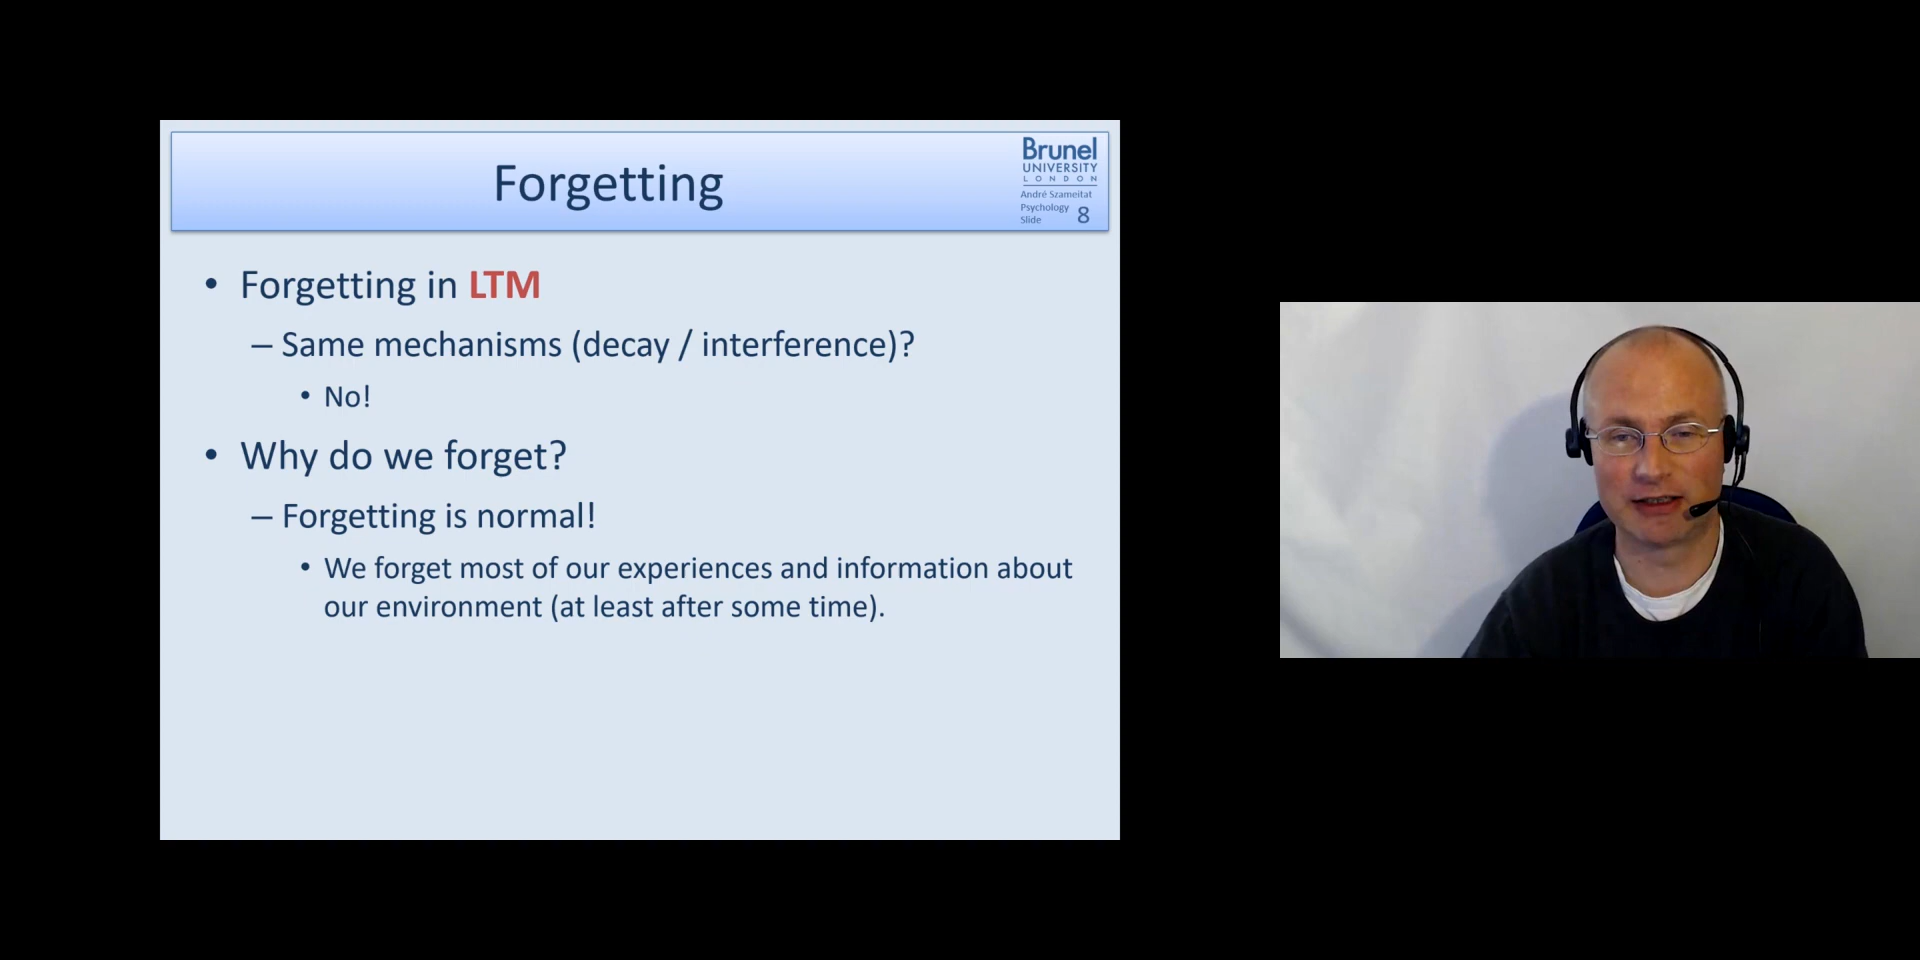 Forgetting
Brunel
UNIVERSITY
LONDON
André Szameitat
Psychology
Slide 8
• Forgetting in LTM
– Same mechanisms (decay / interference)?
• No!
• Why do we forget?
– Forgetting is normal!
• We forget most of our experiences and information about
our environment (at least after some time).